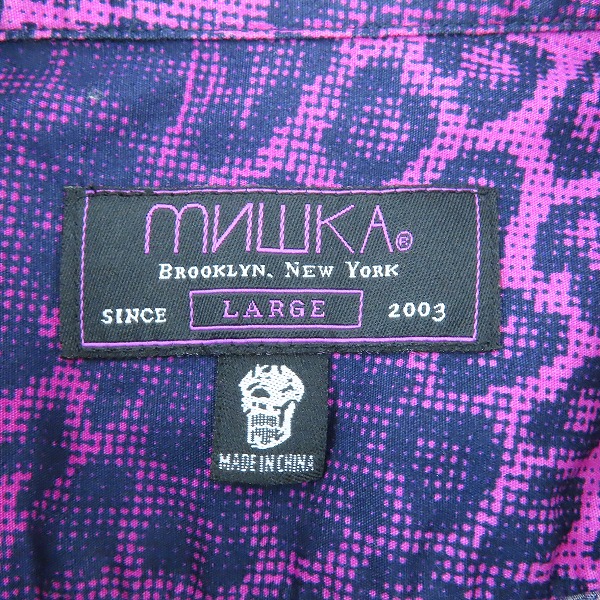 мишка®
BROOKLYN, NEW YORK
SINCE LARGE 2003
MADE IN CHINA